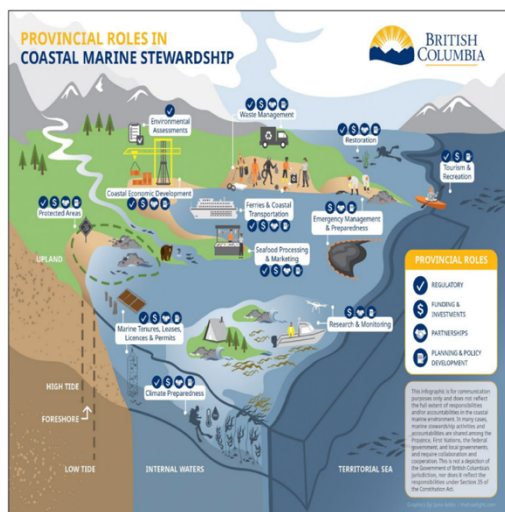 PROVINCIAL ROLES IN
COASTAL MARINE STEWARDSHIP
BRITISH
COLUMBIA
Environmental
Assessments
Waste Management
Restoration
Tourism &
Recreation
Coastal Economic Development
Protected Areas
Ferries & Coastal
Transportation
Emergency Management
& Preparedness
Seafood Processing
& Marketing
UPLAND
PROVINCIAL ROLES
REGULATORY
FUNDING &
INVESTMENTS
PARTNERSHIPS
PLANNING & POLICY
DEVELOPMENT
Marine Tenures, Leases,
Licences & Permits
Research & Monitoring
Climate Preparedness
HIGH TIDE
FORESHORE
LOW TIDE
INTERNAL WATERS
TERRITORIAL SEA
This infographic is for communication
purposes only and does not reflect
the full extent of responsibilities
and/or accountabilities in the coastal
marine environment. In many cases,
marine stewardship activities and
accountabilities are shared among the
Province, First Nations, the federal
government, and local governments
and require collaboration and
cooperation. This is not a depiction of
the Government of British Columbia's
jurisdiction, nor does it reflect the
responsibilities under Section 35 of
the Constitution Act.